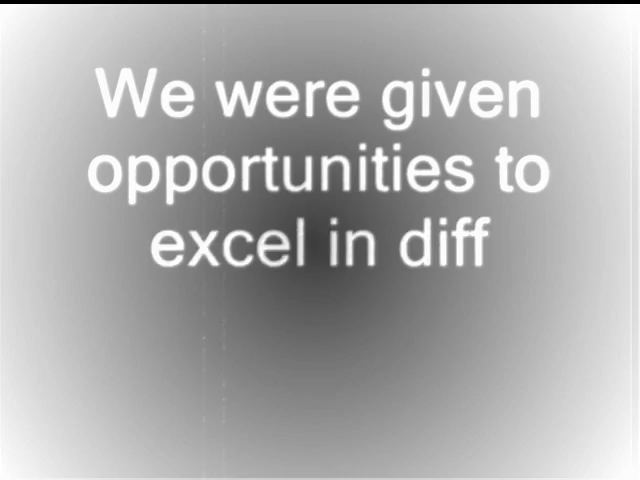 We were given
opportunities to
excel in diff